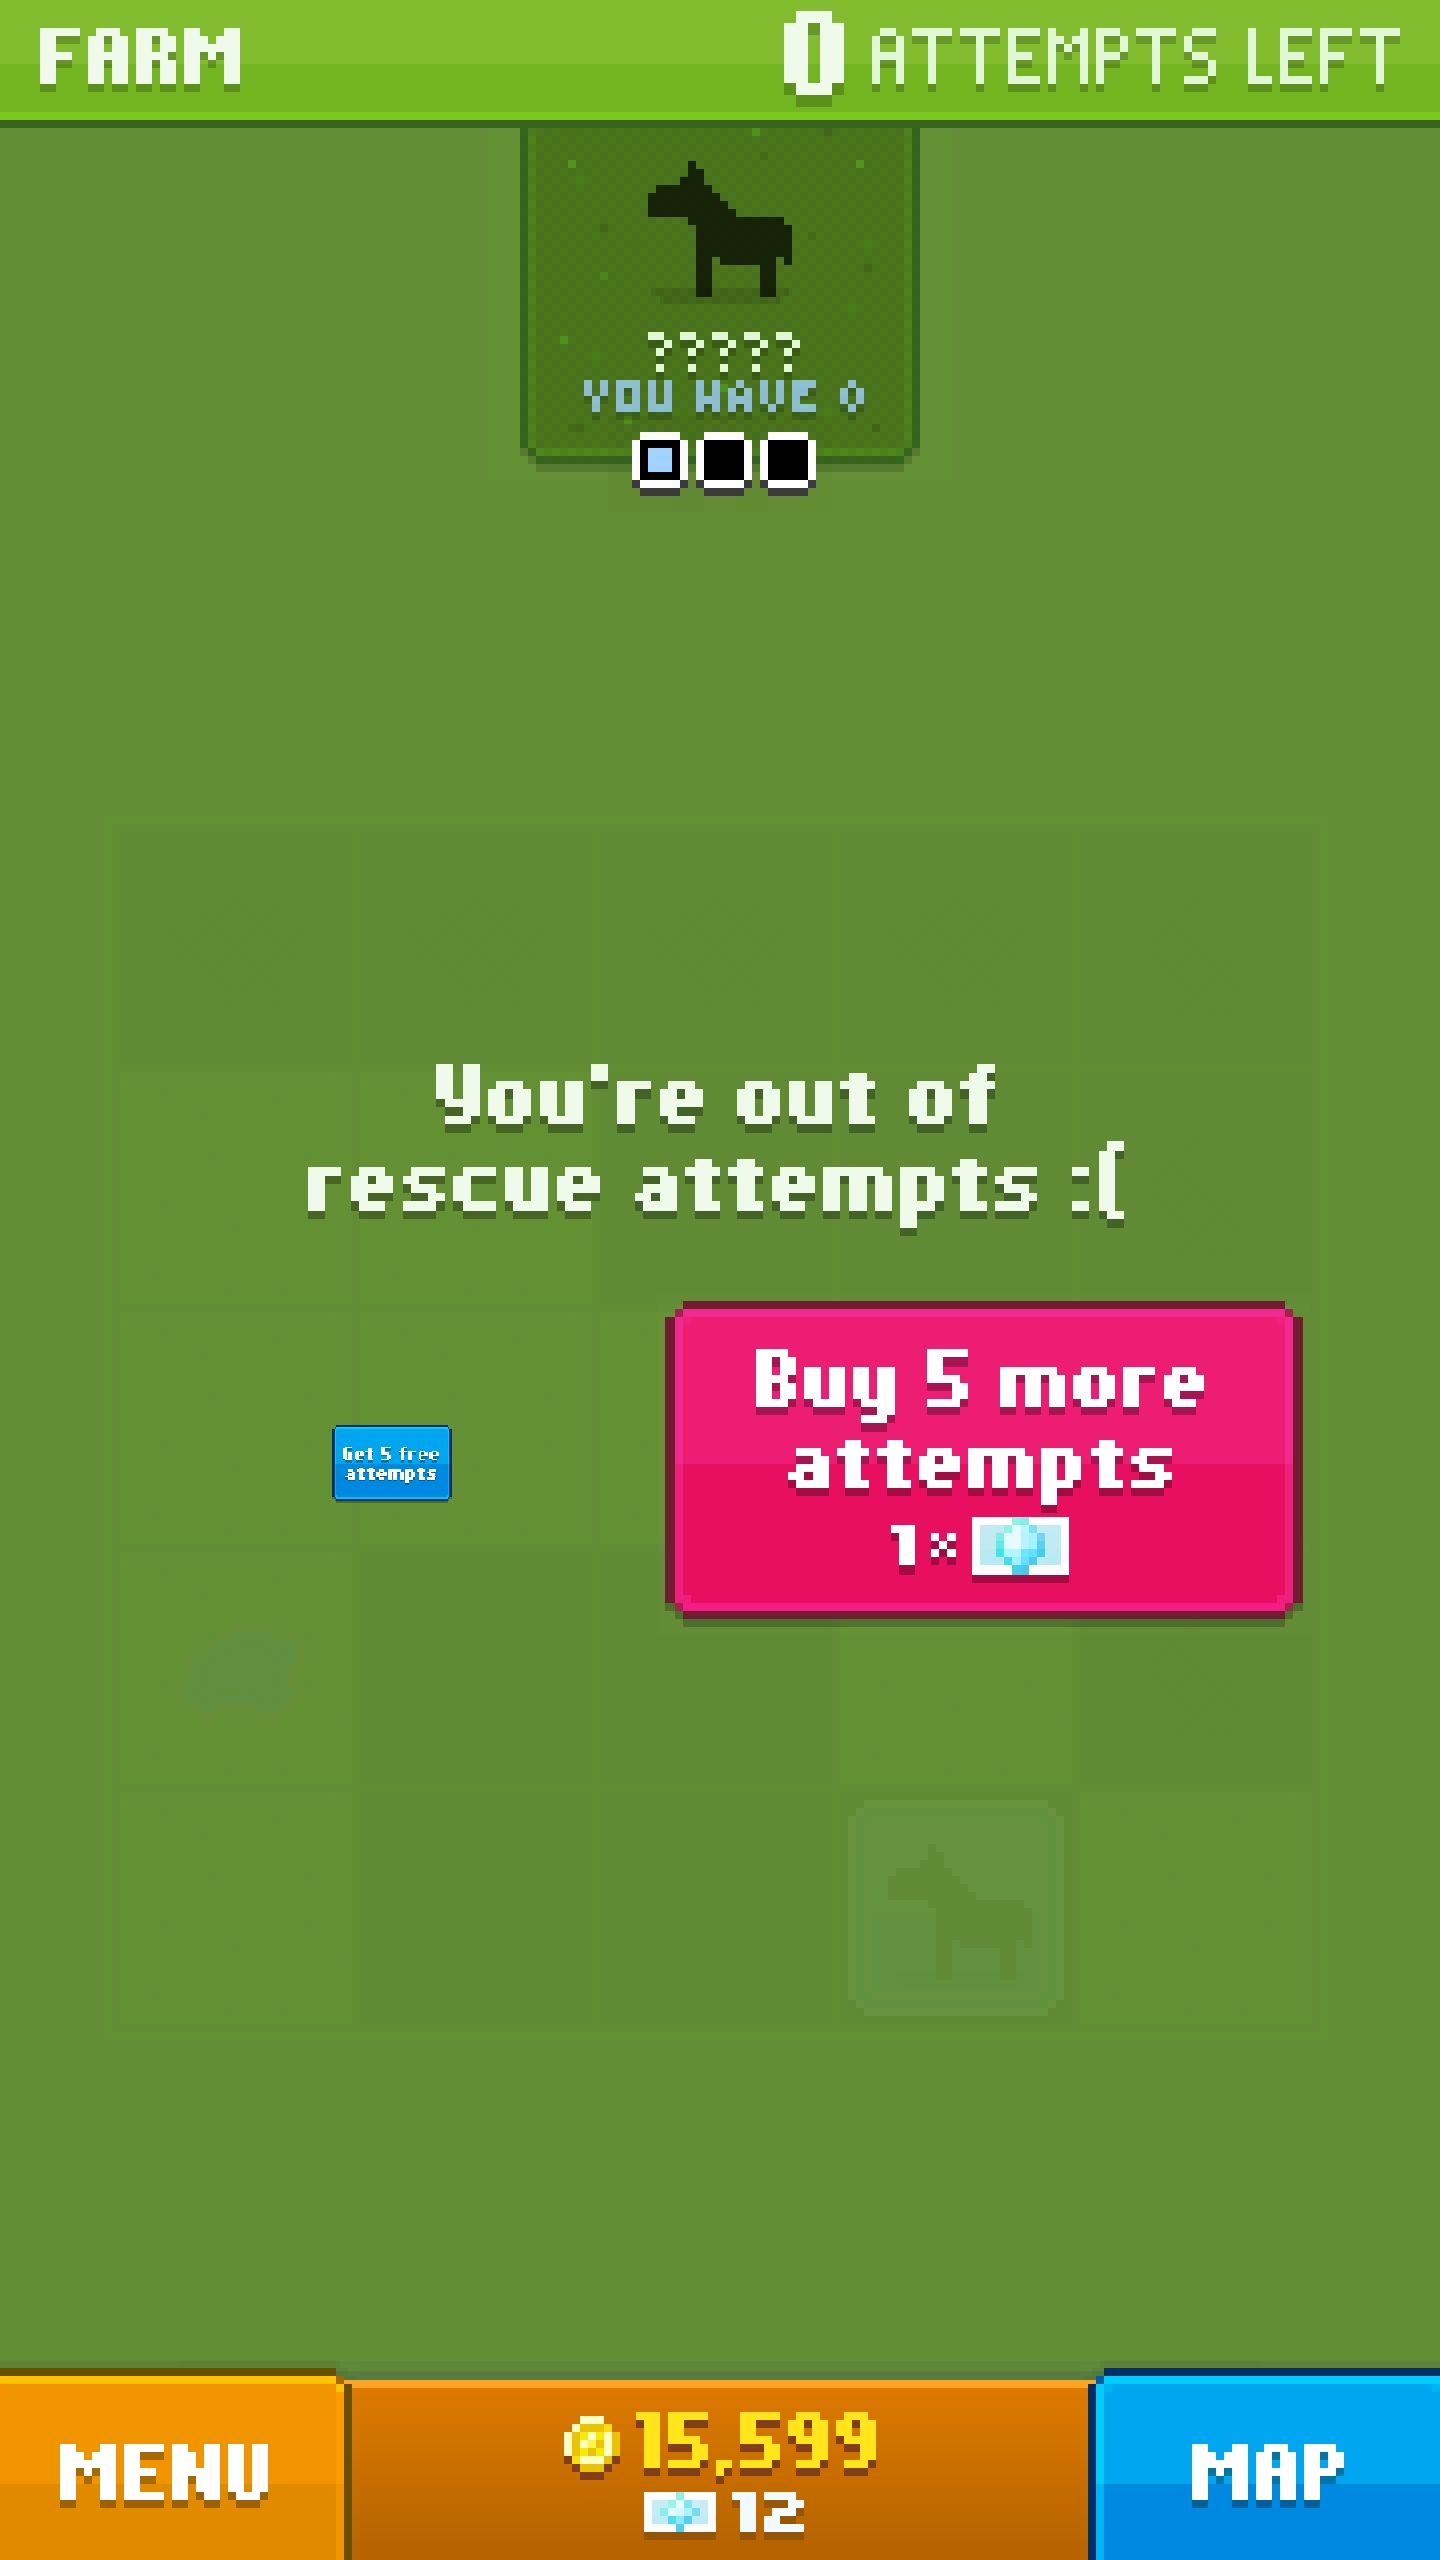 FARM
0 ATTEMPTS LEFT
?????
YOU HAVE 0
You're out of
rescue attempts :(
Get 5 free
attempts
Buy 5 more
attempts
1×
MENU
15,599
12
MAP